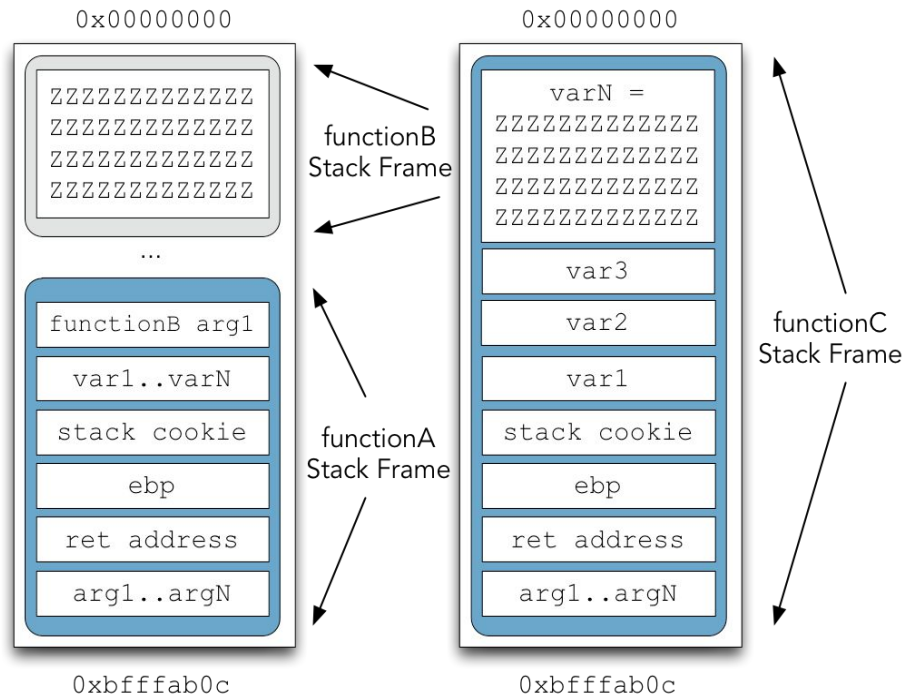 0x00000000
ZZZZZZZZZZZZZ
ZZZZZZZZZZZZZ
ZZZZZZZZZZZZZ
ZZZZZZZZZZZZZ
functionB
Stack Frame
...
functionB arg1
var1..varN
stack cookie
ebp
ret address
arg1..argN
functionA
Stack Frame
0xbfffab0c
0x00000000
varN =
ZZZZZZZZZZZZZ
ZZZZZZZZZZZZZ
ZZZZZZZZZZZZZ
ZZZZZZZZZZZZZ
var3
var2
var1
stack cookie
ebp
ret address
arg1..argN
functionC
Stack Frame
0xbfffab0c